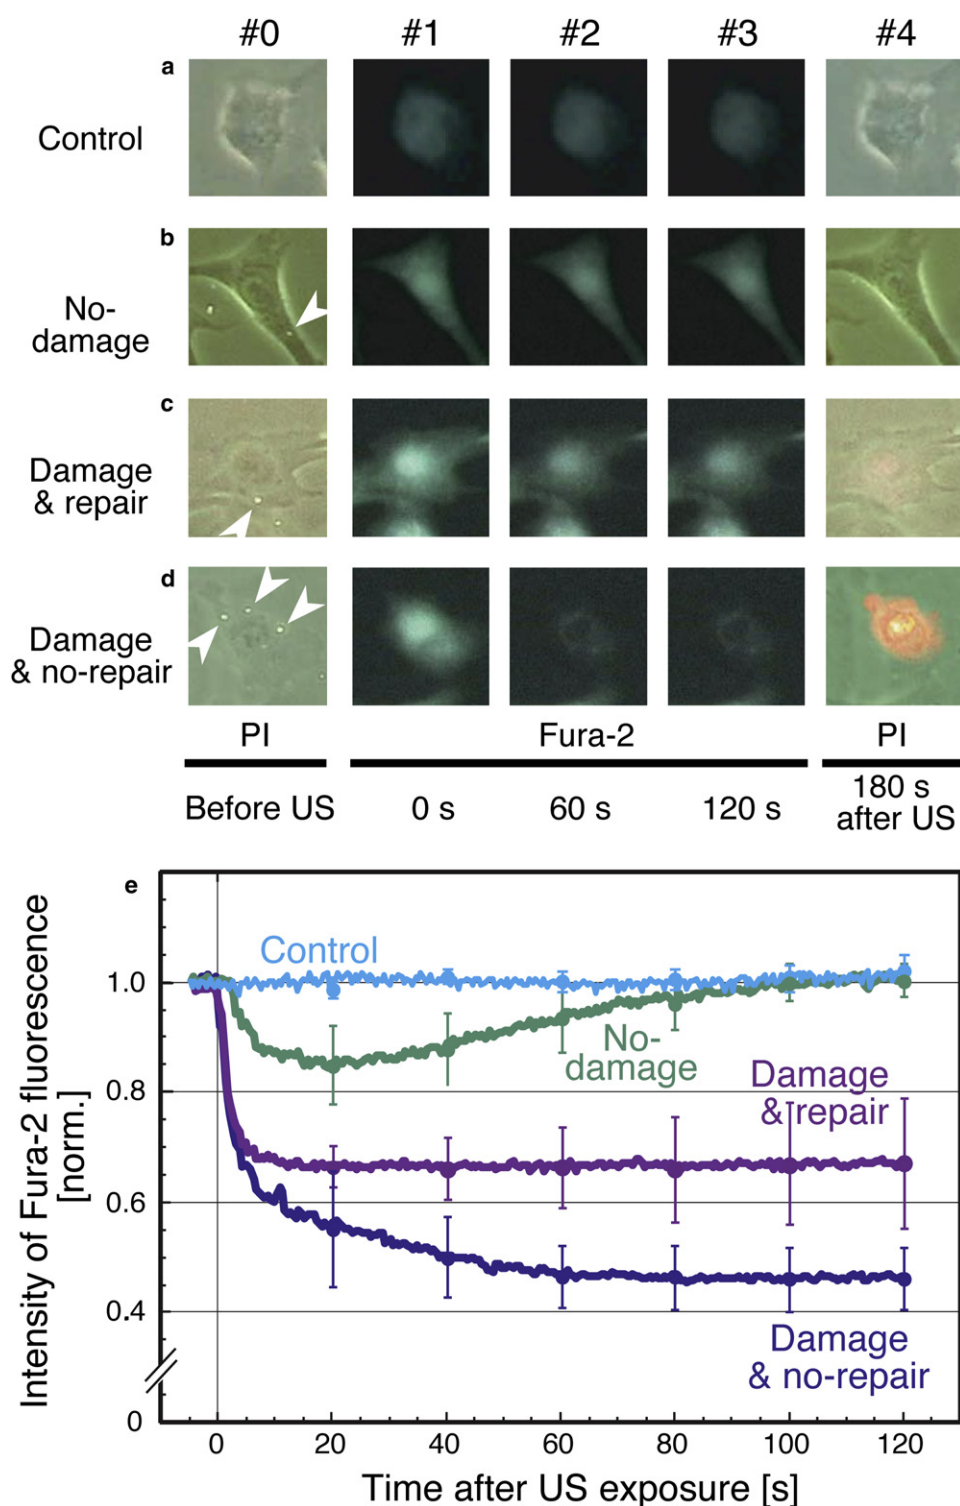 #0 #1 #2 #3 #4
a
Control
b
No-
damage
c
Damage
& repair
d
Damage
& no-repair
PI Fura-2 PI
Before US 0 s 60 s 120 s 180 s
after US
e
Intensity of Fura-2 fluorescence
[norm.]
1.0
0.8
0.6
0.4
0
Control
No-
damage
Damage
& repair
Damage
& no-repair
0 20 40 60 80 100 120
Time after US exposure [s]